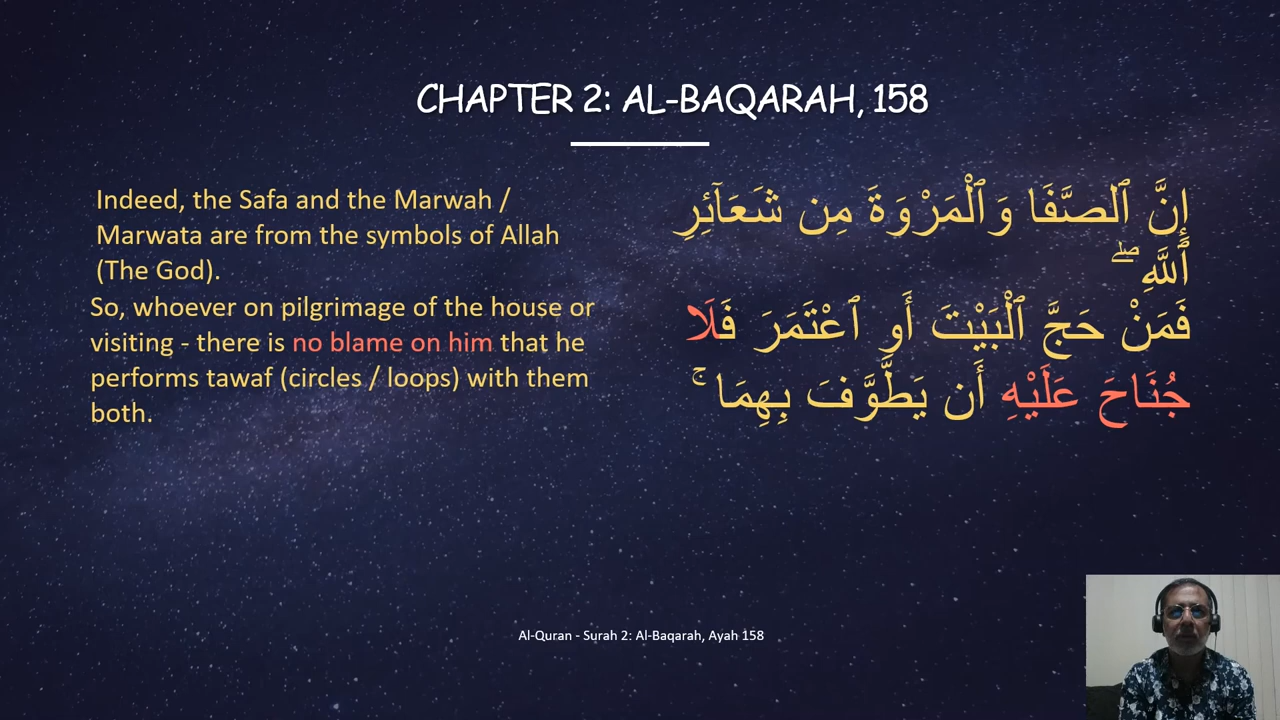 CHAPTER 2: AL-BAQARAH, 158
Indeed, the Safa and the Marwah /
Marwata are from the symbols of Allah
(The God).
So, whoever on pilgrimage of the house or
visiting - there is no blame on him that he
performs tawaf (circles / loops) with them
both.
إِنَّ ٱلصَّفَا وَٱلْمَرْوَةَ مِن شَعَآئِرِ
ٱللَّهِ ۖ
فَمَنْ حَجَّ ٱلْبَيْتَ أَوِ ٱعْتَمَرَ فَلَا
جُنَاحَ عَلَيْهِ أَن يَطَّوَّفَ بِهِمَا ۚ
Al-Quran - Surah 2: Al-Baqarah, Ayah 158